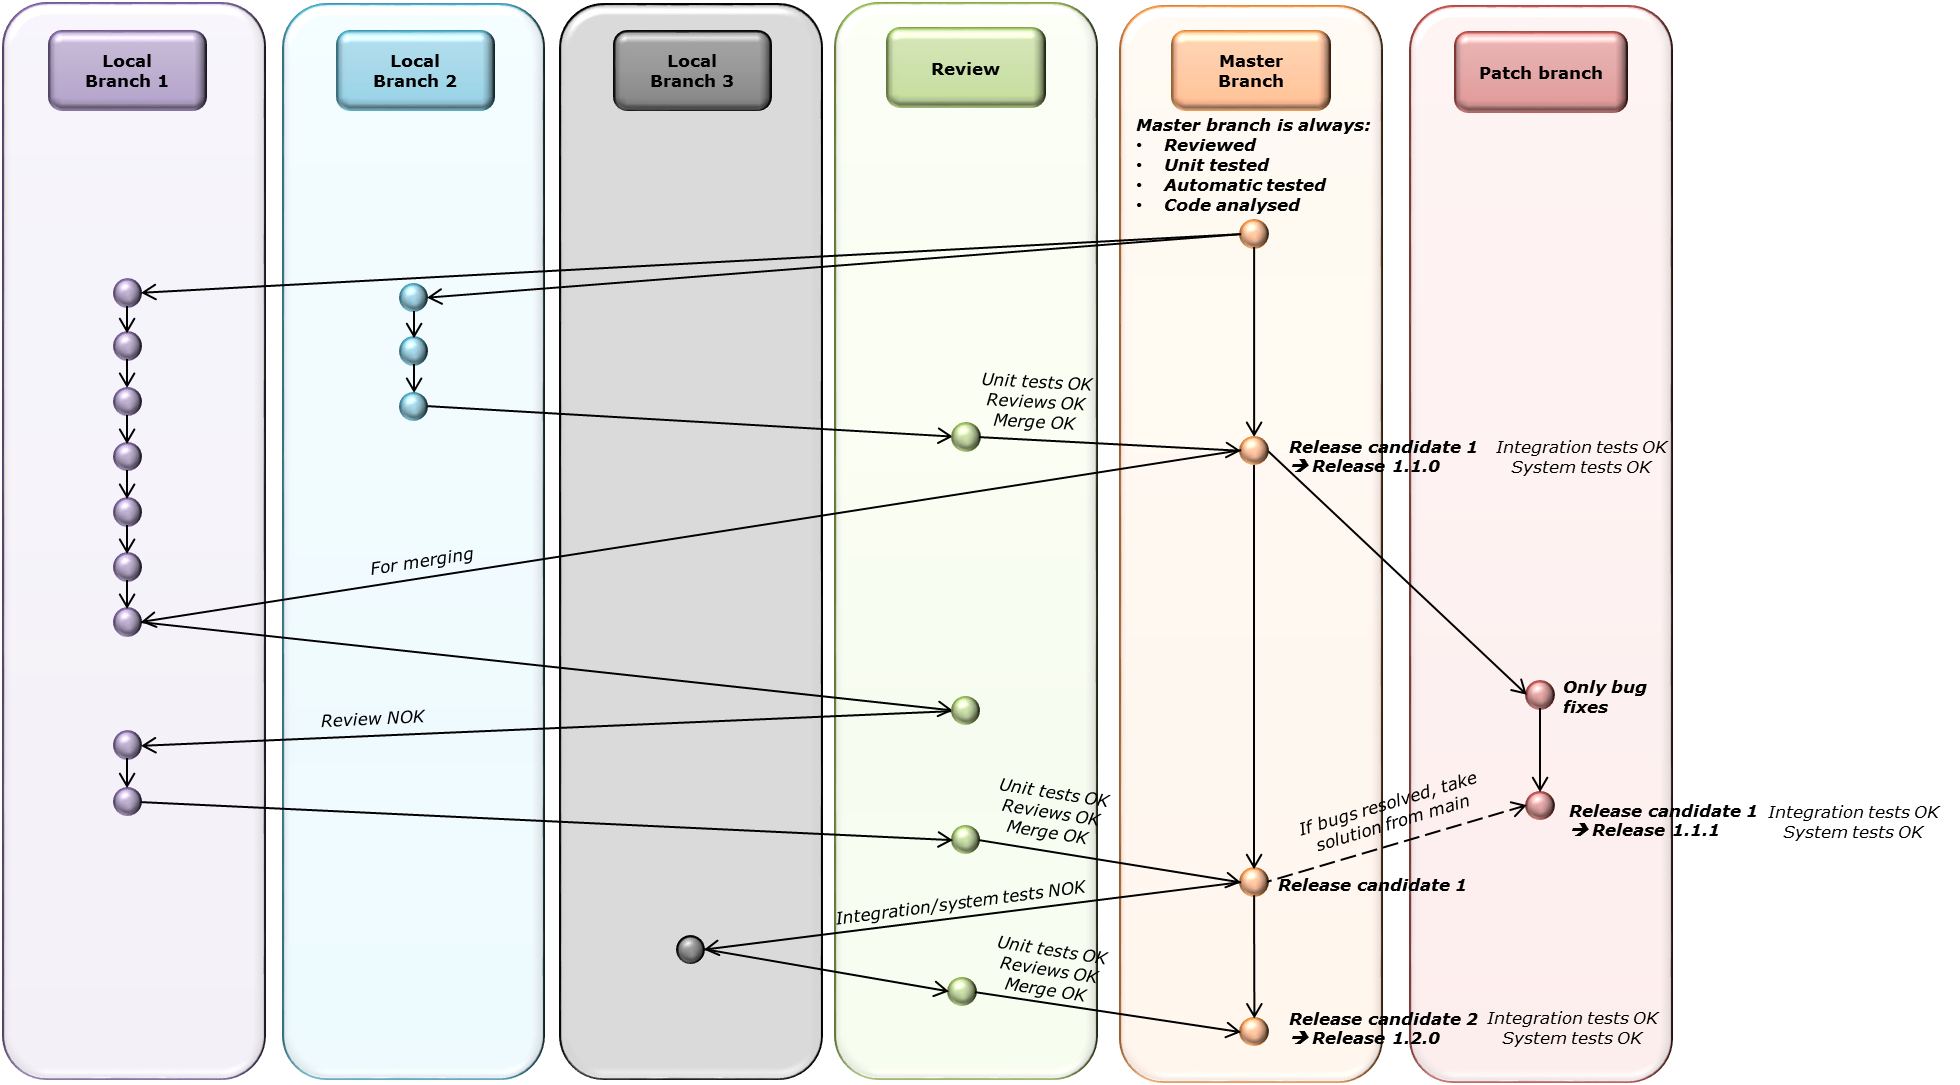 Local
Branch 1
Local
Branch 2
Local
Branch 3
Review
Master
Branch
Patch branch
Master branch is always:
• Reviewed
• Unit tested
• Automatic tested
• Code analysed
Unit tests OK
Reviews OK
Merge OK
Release candidate 1
→ Release 1.1.0
Integration tests OK
System tests OK
For merging
Only bug
fixes
Review NOK
Unit tests OK
Reviews OK
Merge OK
If bugs resolved, take
solution from main
Release candidate 1
→ Release 1.1.1
Integration tests OK
System tests OK
Release candidate 1
Integration/system tests NOK
Unit tests OK
Reviews OK
Merge OK
Release candidate 2
→ Release 1.2.0
Integration tests OK
System tests OK